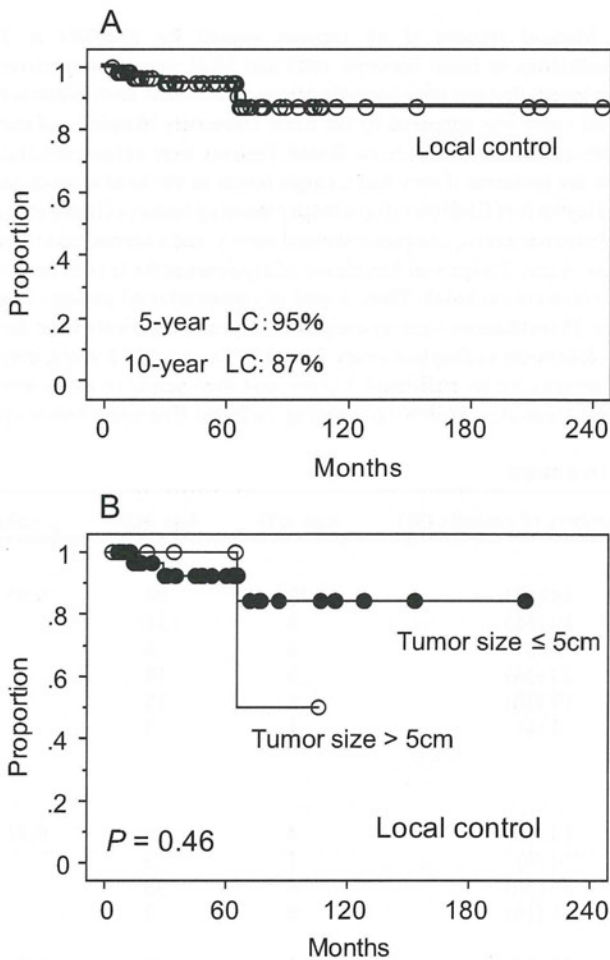 A
1
.8
.6
.4
.2
0
Proportion
Local control
5-year LC: 95%
10-year LC: 87%
0 60 120 180 240
Months
B
1
.8
.6
.4
.2
0
Proportion
Tumor size ≤ 5cm
Tumor size > 5cm
Local control
P = 0.46
0 60 120 180 240
Months